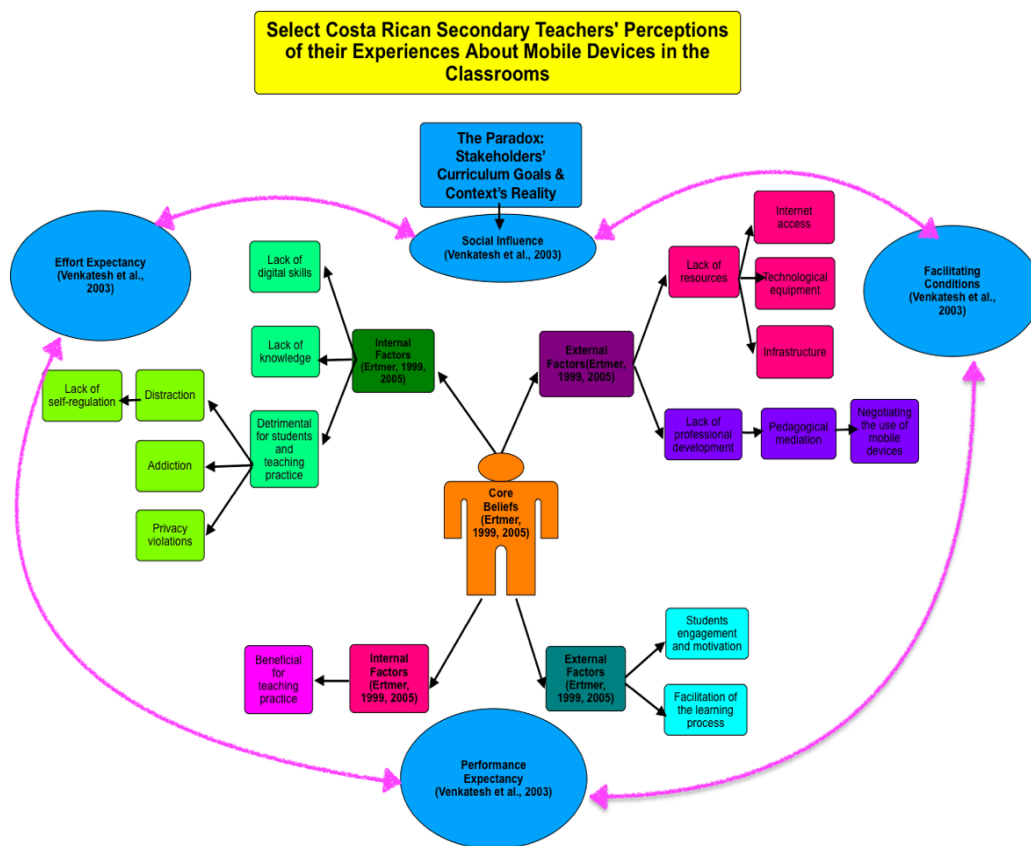 Select Costa Rican Secondary Teachers' Perceptions
of their Experiences About Mobile Devices in the
Classrooms
The Paradox:
Stakeholders'
Curriculum Goals &
Context's Reality
Social Influence
(Venkatesh et al., 2003)
Effort Expectancy
(Venkatesh et al.,
2003)
Facilitating
Conditions
(Venkatesh et al.,
2003)
Lack of
digital skills
Lack of
knowledge
Detrimental for
students and
teaching
practice
Internal
Factors
(Ertmer, 1999,
2005)
Lack of
self-regulation
Distraction
Addiction
Privacy
violations
External
Factors(Ertmer,
1999, 2005)
Lack of
resources
Internet
access
Technological
equipment
Infrastructure
Lack of
professional
development
Pedagogical
mediation
Negotiating
the use of
mobile
devices
Core
Beliefs
(Ertmer,
1999, 2005)
Beneficial
for
teaching
practice
Internal
Factors
(Ertmer, 1999,
2005)
External
Factors
(Ertmer,
1999, 2005)
Students
engagement
and motivation
Facilitation of
the learning
process
Performance
Expectancy
(Venkatesh et al., 2003)